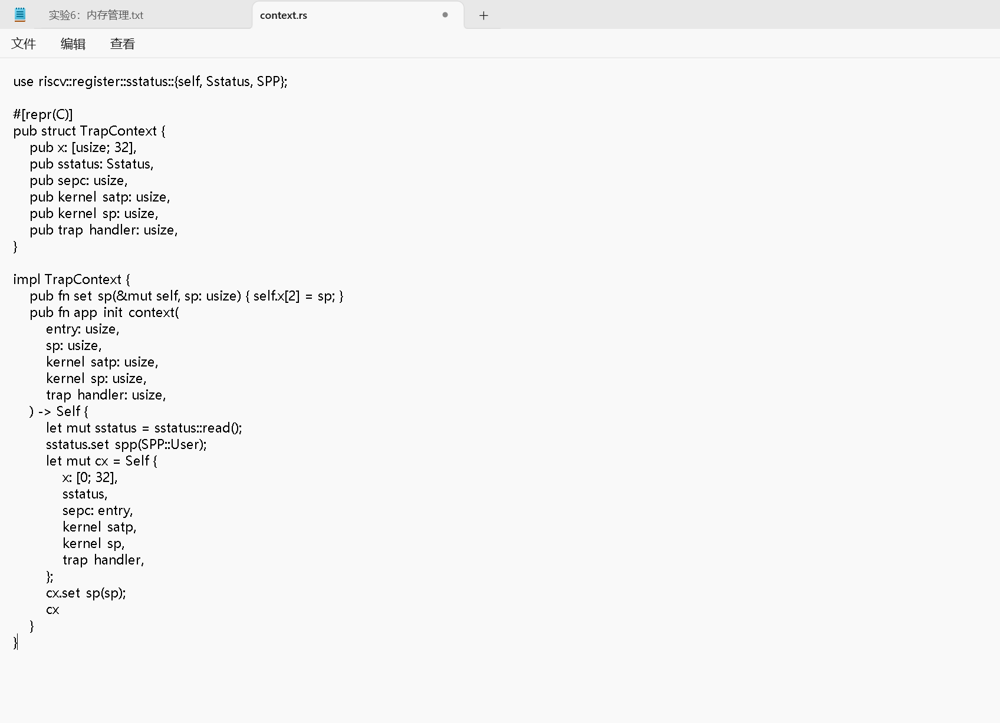 实验6：内存管理.txt
context.rs
文件 编辑 查看
use riscv::register::sstatus::{self, Sstatus, SPP};
#[repr(C)]
pub struct TrapContext {
    pub x: [usize; 32],
    pub sstatus: Sstatus,
    pub sepc: usize,
    pub kernel satp: usize,
    pub kernel sp: usize,
    pub trap handler: usize,
}
impl TrapContext {
    pub fn set sp(&mut self, sp: usize) { self.x[2] = sp; }
    pub fn app init context(
        entry: usize,
        sp: usize,
        kernel satp: usize,
        kernel sp: usize,
        trap handler: usize,
    ) -> Self {
        let mut sstatus = sstatus::read();
        sstatus.set spp(SPP::User);
        let mut cx = Self {
            x: [0; 32],
            sstatus,
            sepc: entry,
            kernel satp,
            kernel sp,
            trap handler,
        };
        cx.set sp(sp);
        cx
    }
}